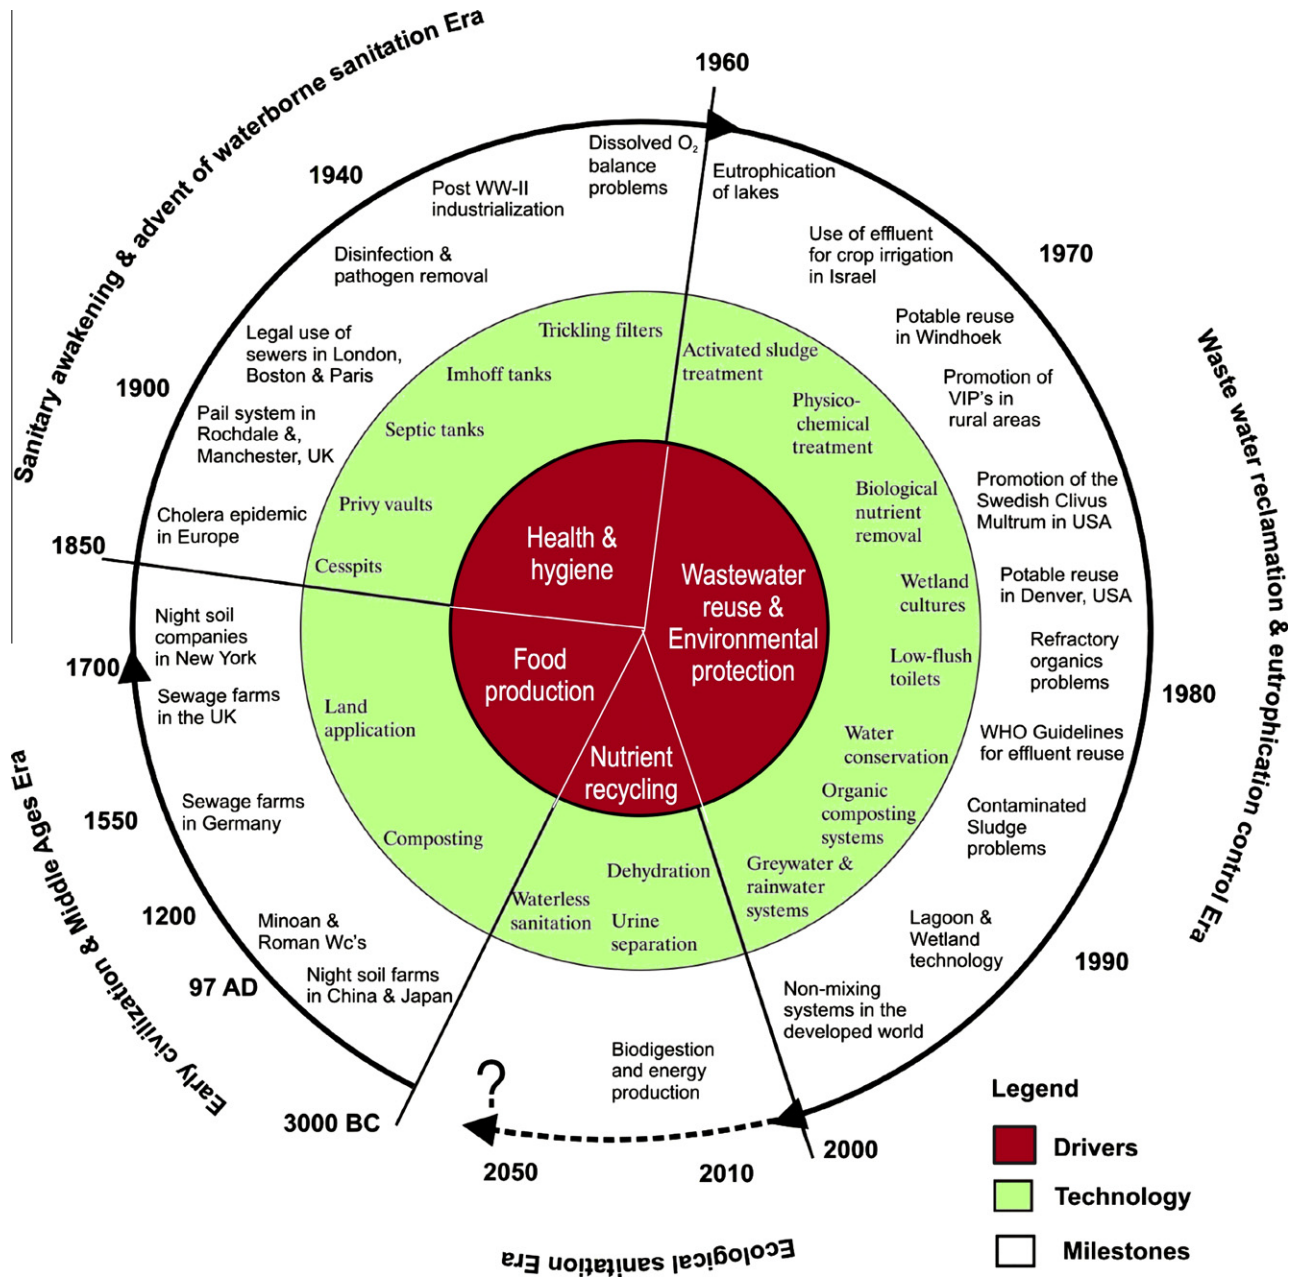 Sanitary awakening & advent of waterborne sanitation Era
Waste water reclamation & eutrophication control Era
Early civilization & Middle Ages Era
Ecological sanitation Era
1960
1970
1980
1990
2000
2010
2050
?
3000 BC
97 AD
1200
1550
1700
1850
1900
1940
Dissolved O₂
balance
problems
Post WW-II
industrialization
Disinfection &
pathogen removal
Legal use of
sewers in London,
Boston & Paris
Pail system in
Rochdale &,
Manchester, UK
Cholera epidemic
in Europe
Night soil
companies
in New York
Sewage farms
in the UK
Sewage farms
in Germany
Minoan &
Roman Wc's
Night soil farms
in China & Japan
Eutrophication
of lakes
Use of effluent
for crop irrigation
in Israel
Potable reuse
in Windhoek
Promotion of
VIP's in
rural areas
Promotion of the
Swedish Clivus
Multrum in USA
Potable reuse
in Denver, USA
Refractory
organics
problems
WHO Guidelines
for effluent reuse
Contaminated
Sludge
problems
Lagoon &
Wetland
technology
Non-mixing
systems in the
developed world
Biodigestion
and energy
production
Trickling filters
Imhoff tanks
Septic tanks
Privy vaults
Cesspits
Land
application
Composting
Activated sludge
treatment
Physico-
chemical
treatment
Biological
nutrient
removal
Wetland
cultures
Low-flush
toilets
Water
conservation
Organic
composting
systems
Greywater &
rainwater
systems
Dehydration
Urine
separation
Waterless
sanitation
Health &
hygiene
Wastewater
reuse &
Environmental
protection
Food
production
Nutrient
recycling
Legend
Drivers
Technology
Milestones